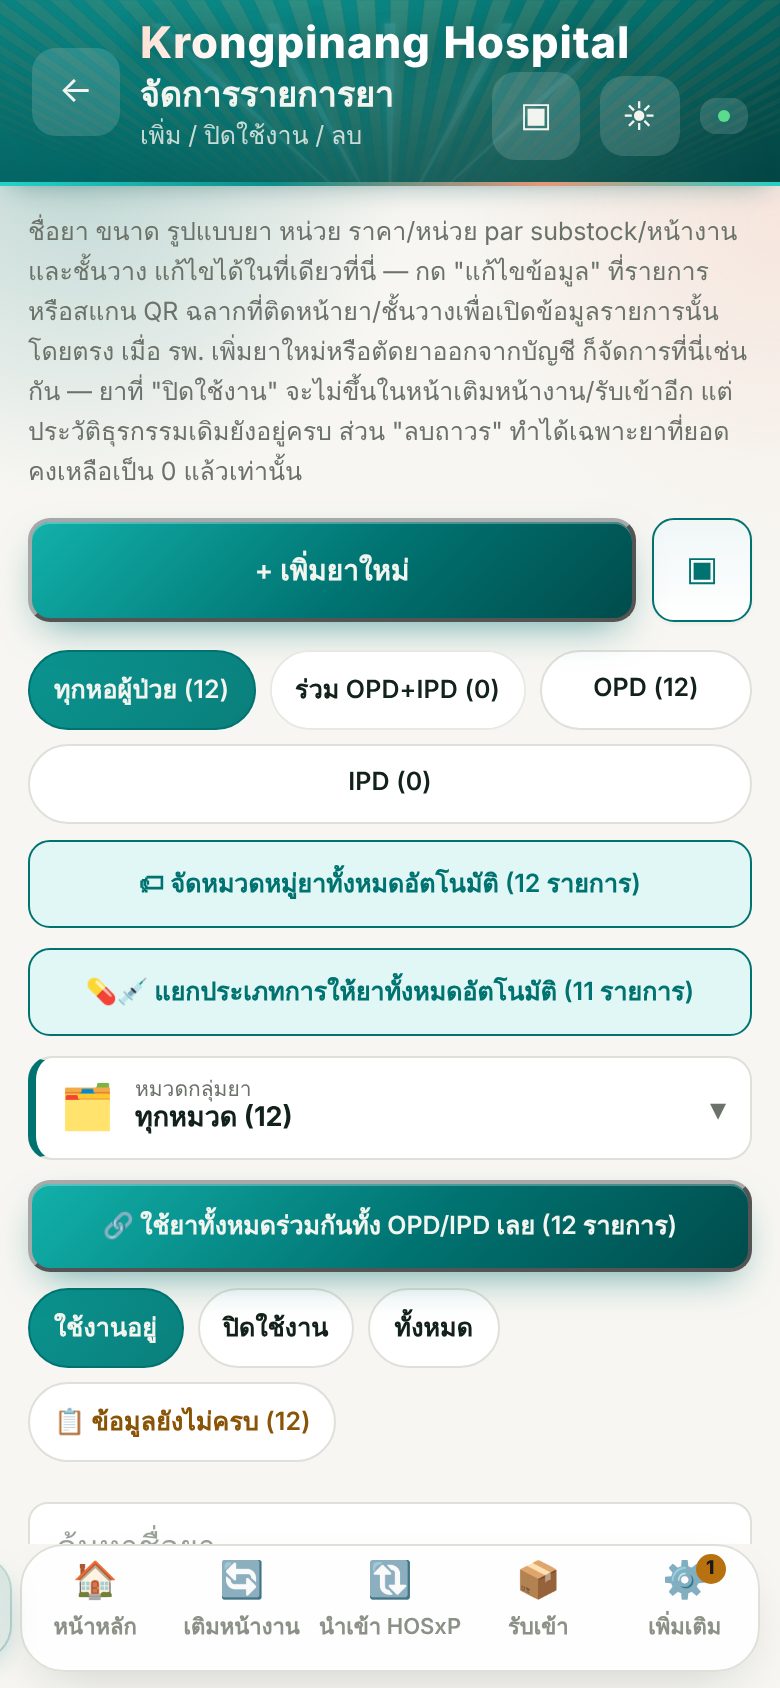 Krongpinang Hospital
จัดการรายการยา
เพิ่ม / ปิดใช้งาน / ลบ
ชื่อยา ขนาด รูปแบบยา หน่วย ราคา/หน่วย par substock/หน้างาน
และชั้นวาง แก้ไขได้ในที่เดียวที่นี่ — กด "แก้ไขข้อมูล" ที่รายการ
หรือสแกน QR ฉลากที่ติดหน้ายา/ชั้นวางเพื่อเปิดข้อมูลรายการนั้น
โดยตรง เมื่อ รพ. เพิ่มยาใหม่หรือตัดยาออกจากบัญชี ก็จัดการที่นี่เช่น
กัน — ยาที่ "ปิดใช้งาน" จะไม่ขึ้นในหน้าเติมหน้างาน/รับเข้าอีก แต่
ประวัติธุรกรรมเดิมยังอยู่ครบ ส่วน "ลบถาวร" ทำได้เฉพาะยาที่ยอด
คงเหลือเป็น 0 แล้วเท่านั้น
+ เพิ่มยาใหม่
ทุกหอผู้ป่วย (12)
ร่วม OPD+IPD (0)
OPD (12)
IPD (0)
จัดหมวดหมู่ยาทั้งหมดอัตโนมัติ (12 รายการ)
แยกประเภทการให้ยาทั้งหมดอัตโนมัติ (11 รายการ)
หมวดกลุ่มยา
ทุกหมวด (12)
ใช้ยาทั้งหมดร่วมกันทั้ง OPD/IPD เลย (12 รายการ)
ใช้งานอยู่
ปิดใช้งาน
ทั้งหมด
ข้อมูลยังไม่ครบ (12)
ค้นหาชื่อยา
1
หน้าหลัก
เติมหน้างาน
นำเข้า HOSxP
รับเข้า
เพิ่มเติม